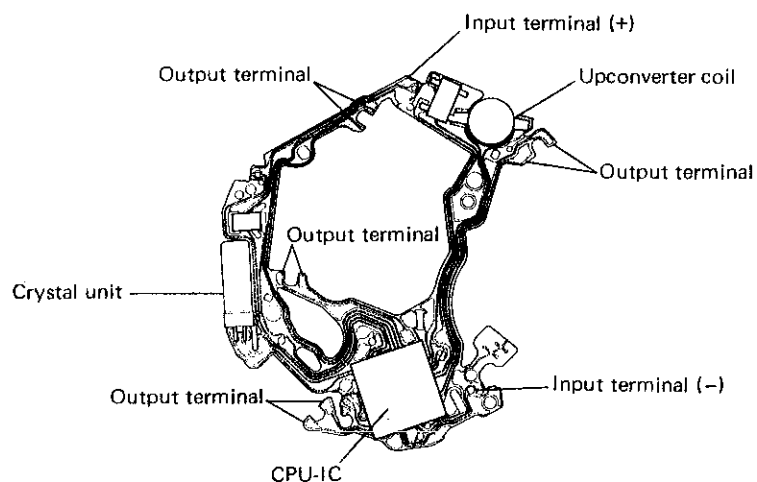 Input terminal (+)
Output terminal
Upconverter coil
Output terminal
Output terminal
Crystal unit
Input terminal (−)
Output terminal
CPU-IC